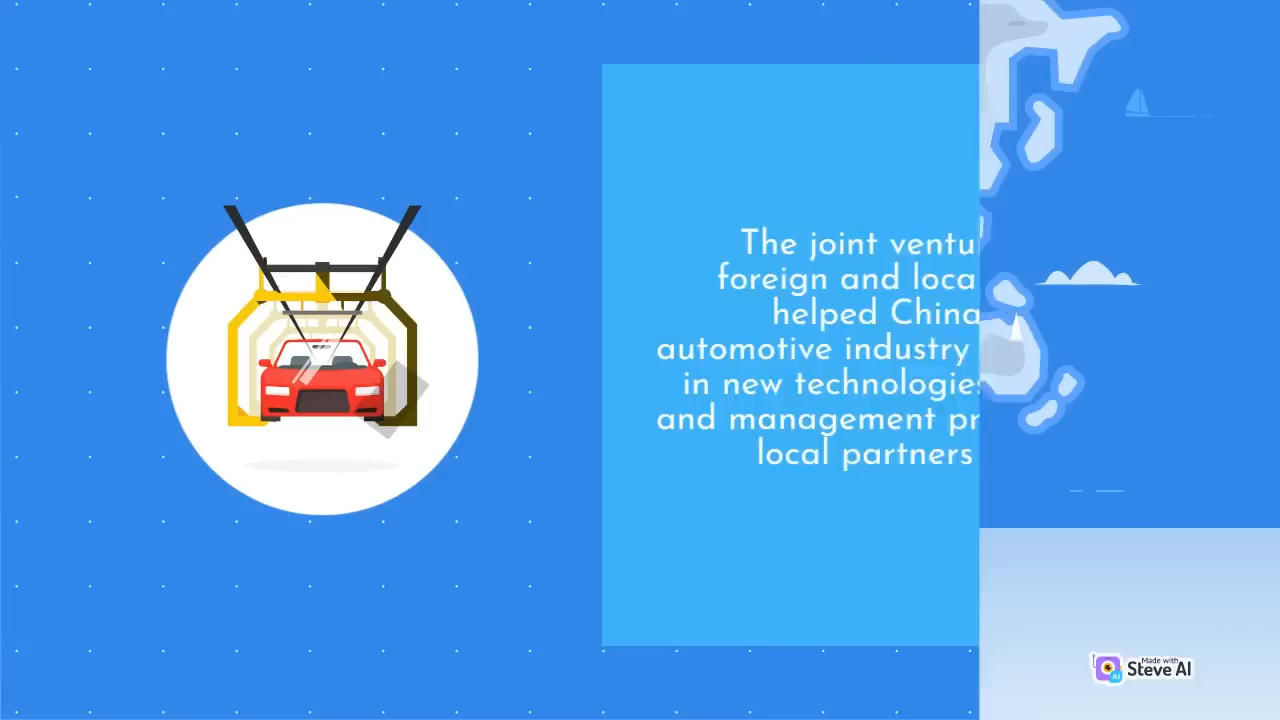 The joint ventu
foreign and loca
helped China
automotive industry
in new technologies
and management pr
local partners
Made with
Steve AI
AI